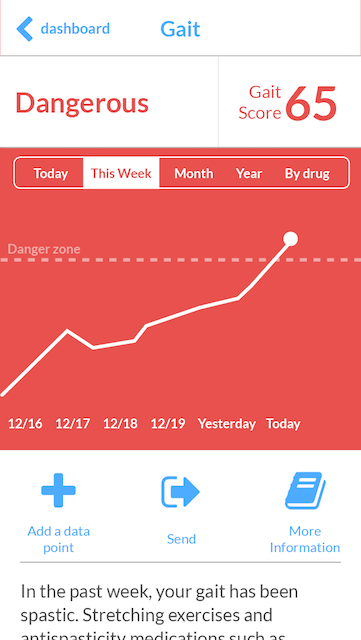 dashboard Gait
Dangerous
Gait
Score 65
Today This Week Month Year By drug
Danger zone
12/16 12/17 12/18 12/19 Yesterday Today
Add a data
point
Send
More
Information
In the past week, your gait has been
spastic. Stretching exercises and
antispasticity medications such as